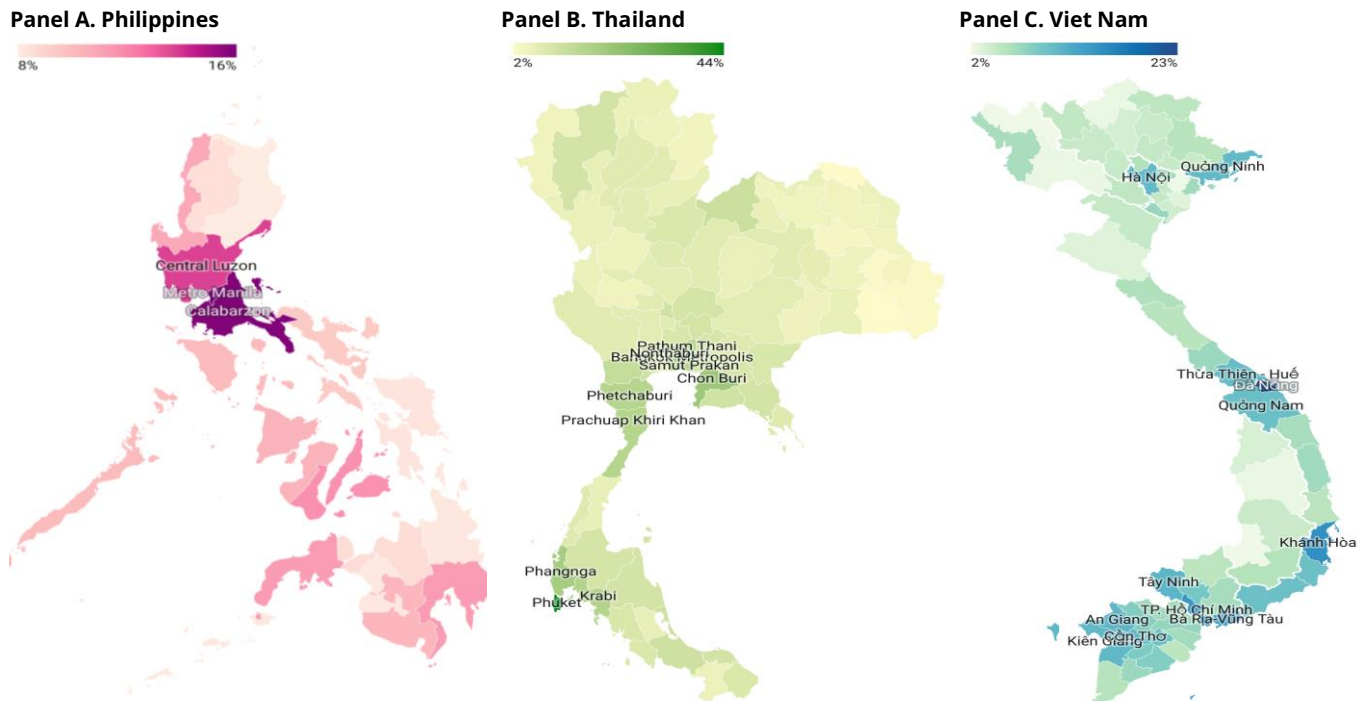 Panel A. Philippines
8%
16%
Central Luzon
Metro Manila
Calabarzon
Panel B. Thailand
2%
44%
Pathum Thani
Nonthaburi
Bangkok Metropolis
Samut Prakan
Chon Buri
Phetchaburi
Prachuap Khiri Khan
Phangnga
Krabi
Phuket
Panel C. Viet Nam
2%
23%
Quảng Ninh
Hà Nội
Thừa Thiên - Huế
Đà Nẵng
Quảng Nam
Khánh Hòa
Tây Ninh
TP. Hồ Chí Minh
An Giang
Bà Rịa-Vũng Tàu
Cần Thơ
Kiên Giang